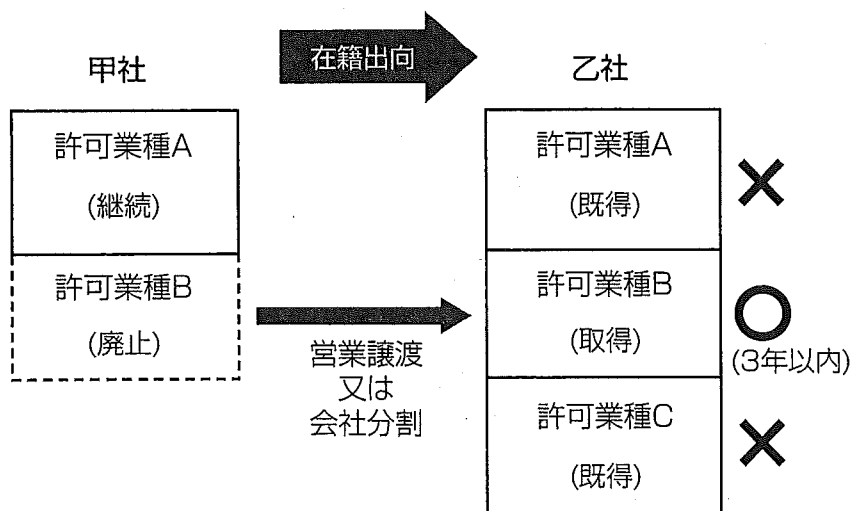 在籍出向
甲社
乙社
許可業種A
(継続)
許可業種B
(廃止)
営業譲渡
又は
会社分割
許可業種A
(既得)
×
許可業種B
(取得)
○
(3年以内)
許可業種C
(既得)
×